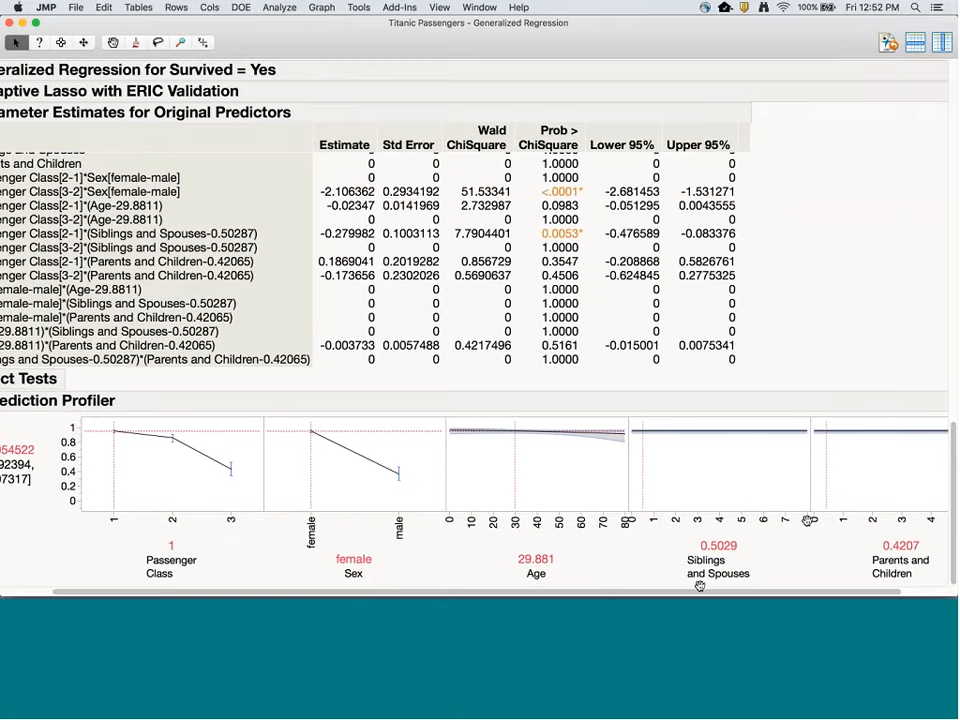 JMP File Edit Tables Rows Cols DOE Analyze Graph Tools Add-Ins View Window Help 100% Fri 12:52 PM
Titanic Passengers - Generalized Regression
eralized Regression for Survived = Yes
aptive Lasso with ERIC Validation
ameter Estimates for Original Predictors
Wald Prob >
Estimate Std Error ChiSquare ChiSquare Lower 95% Upper 95%
nts and Children 0 0 0 1.0000 0 0
enger Class[2-1]*Sex[female-male] 0 0 0 1.0000 0 0
enger Class[3-2]*Sex[female-male] -2.106362 0.2934192 51.53341 <.0001* -2.681453 -1.531271
enger Class[2-1]*(Age-29.8811) -0.02347 0.0141969 2.732987 0.0983 -0.051295 0.0043555
enger Class[3-2]*(Age-29.8811) 0 0 0 1.0000 0 0
enger Class[2-1]*(Siblings and Spouses-0.50287) -0.279982 0.1003113 7.7904401 0.0053* -0.476589 -0.083376
enger Class[3-2]*(Siblings and Spouses-0.50287) 0 0 0 1.0000 0 0
enger Class[2-1]*(Parents and Children-0.42065) 0.1869041 0.2019282 0.856729 0.3547 -0.208868 0.5826761
enger Class[3-2]*(Parents and Children-0.42065) -0.173656 0.2302026 0.5690637 0.4506 -0.624845 0.2775325
emale-male]*(Age-29.8811) 0 0 0 1.0000 0 0
emale-male]*(Siblings and Spouses-0.50287) 0 0 0 1.0000 0 0
emale-male]*(Parents and Children-0.42065) 0 0 0 1.0000 0 0
29.8811)*(Siblings and Spouses-0.50287) 0 0 0 1.0000 0 0
29.8811)*(Parents and Children-0.42065) -0.003733 0.0057488 0.4217496 0.5161 -0.015001 0.0075341
ngs and Spouses-0.50287)*(Parents and Children-0.42065) 0 0 0 1.0000 0 0
ct Tests
ediction Profiler
1
0.8
0.6
0.4
0.2
0
954522
92394,
07317]
1 2 3 female male 0 10 20 30 40 50 60 70 80 0 1 2 3 4 5 6 7 0 1 2 3 4
1 0.5029 0.4207
Passenger female 29.881 Siblings Parents and
Class Sex Age and Spouses Children